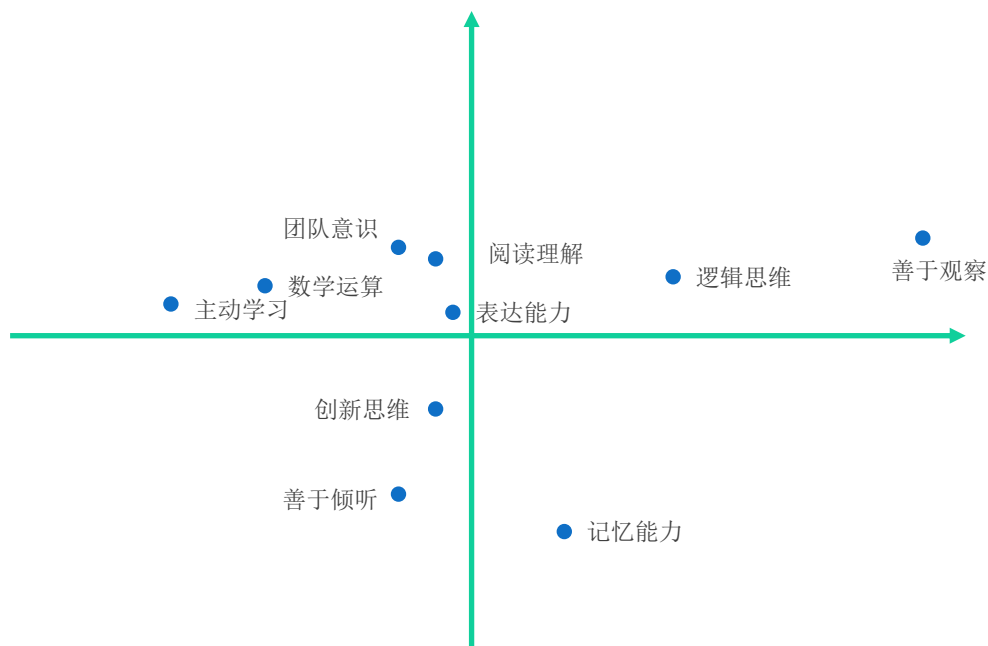 团队意识
阅读理解
善于观察
逻辑思维
数学运算
主动学习
表达能力
创新思维
善于倾听
记忆能力